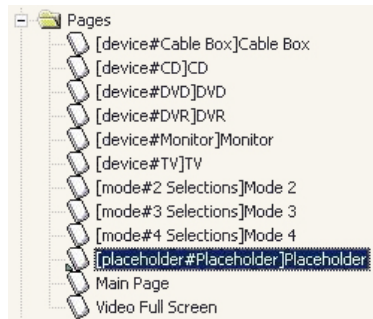 Pages
[device#Cable Box]Cable Box
[device#CD]CD
[device#DVD]DVD
[device#DVR]DVR
[device#Monitor]Monitor
[device#TV]TV
[mode#2 Selections]Mode 2
[mode#3 Selections]Mode 3
[mode#4 Selections]Mode 4
[placeholder#Placeholder]Placeholder
Main Page
Video Full Screen